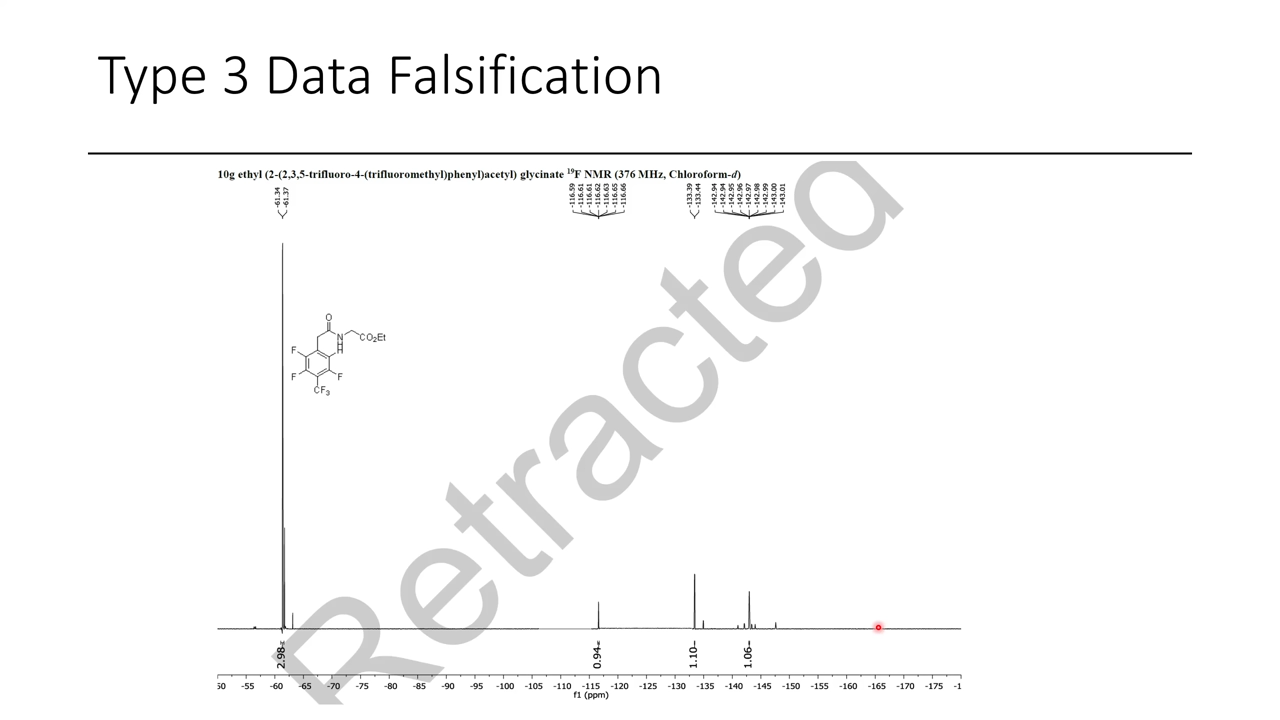 Type 3 Data Falsification
10g ethyl (2-(2,3,5-trifluoro-4-(trifluoromethyl)phenyl)acetyl) glycinate ¹⁹F NMR (376 MHz, Chloroform-d)
-61.34
-61.37
-116.59
-116.61
-116.61
-116.62
-116.63
-116.65
-116.66
-133.39
-133.44
-142.94
-142.94
-142.95
-142.96
-142.97
-142.98
-142.99
-143.00
-143.01
Retracted
O
N
H
CO₂Et
F
H
F
F
CF₃
2.98
0.94
1.10
1.06
50 -55 -60 -65 -70 -75 -80 -85 -90 -95 -100 -105 -110 -115 -120 -125 -130 -135 -140 -145 -150 -155 -160 -165 -170 -175 -1
f1 (ppm)